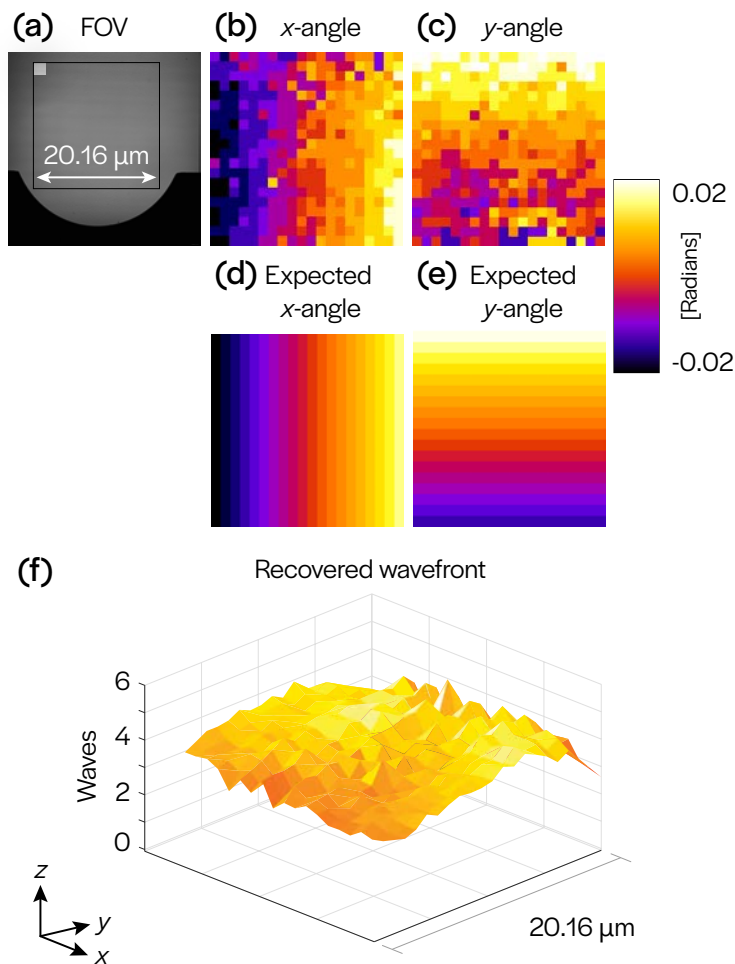 (a) FOV
(b) x-angle
(c) y-angle
20.16 μm
0.02
[Radians]
-0.02
(d) Expected
x-angle
(e) Expected
y-angle
(f) Recovered wavefront
6
4
2
0
Waves
z
y
x
20.16 μm